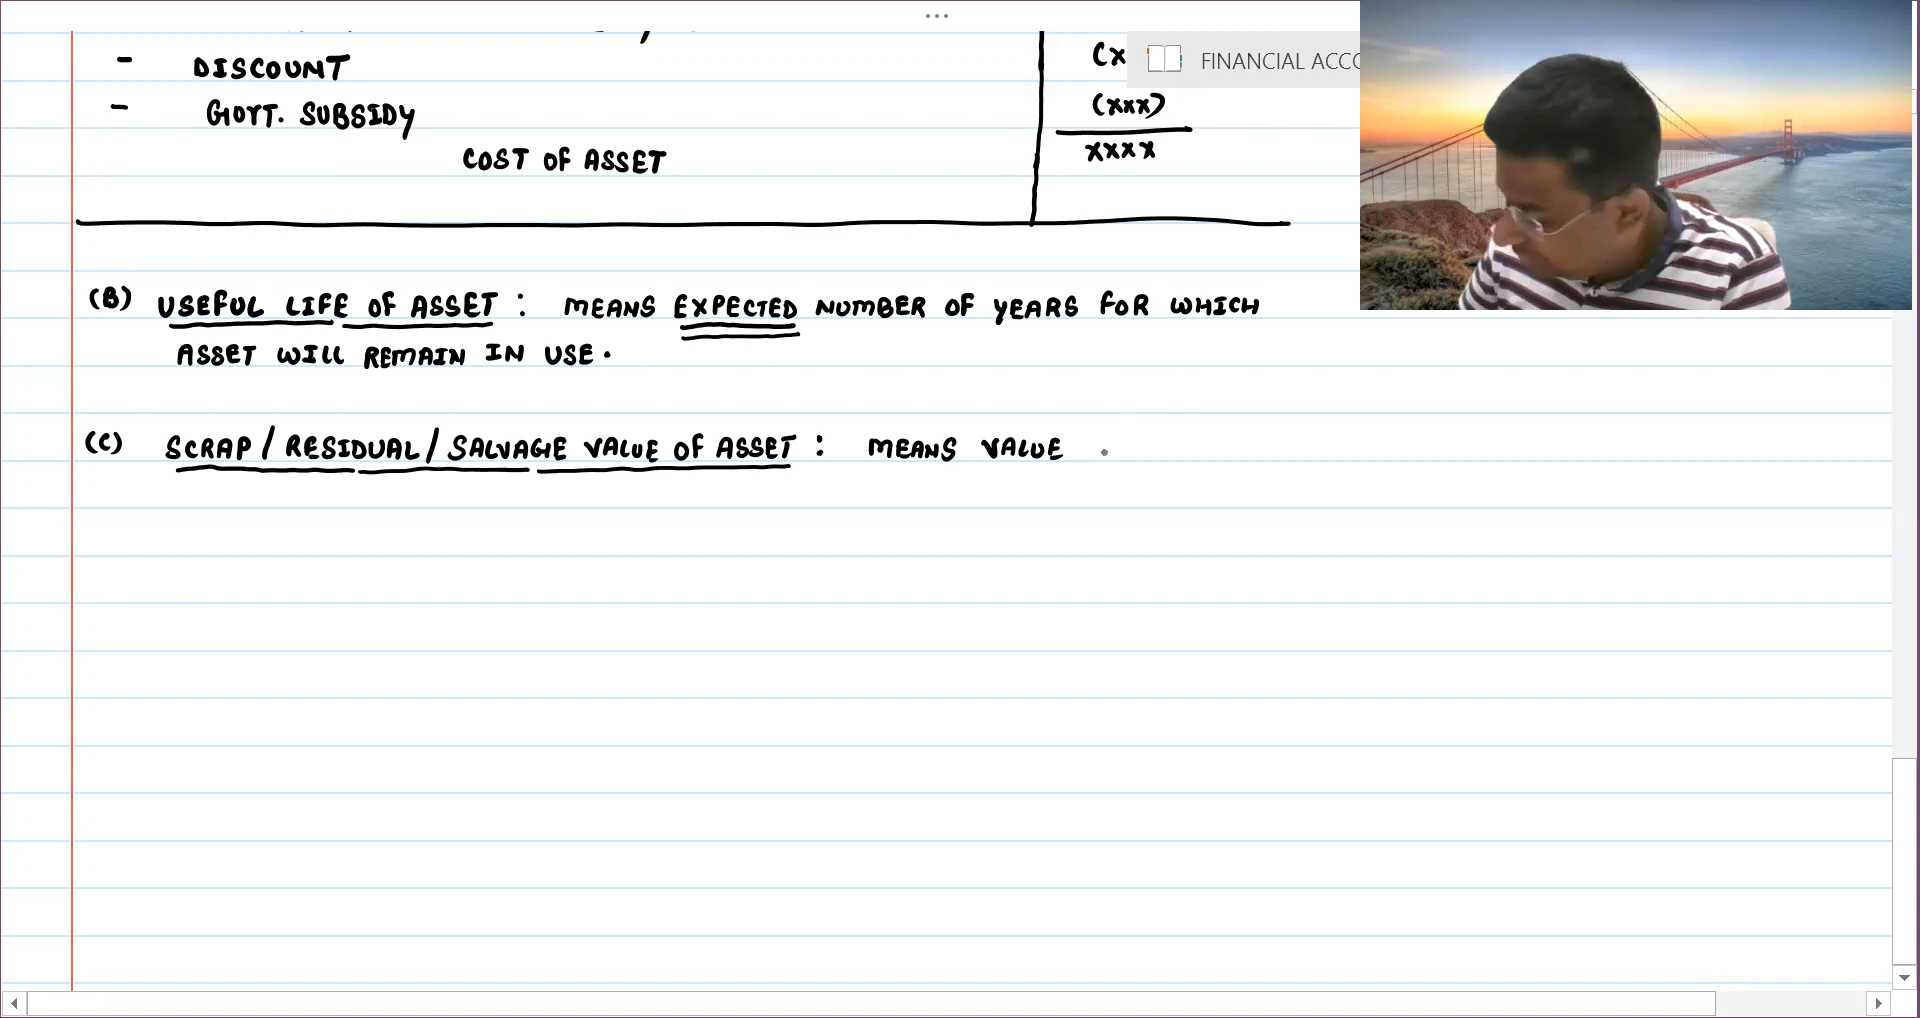 - DISCOUNT (x
FINANCIAL ACCO
- GOVT. SUBSIDY (xxx)
COST OF ASSET xxxx
(B) USEFUL LIFE OF ASSET : MEANS EXPECTED NUMBER OF YEARS FOR WHICH
ASSET WILL REMAIN IN USE.
(C) SCRAP / RESIDUAL / SALVAGE VALUE OF ASSET : MEANS VALUE